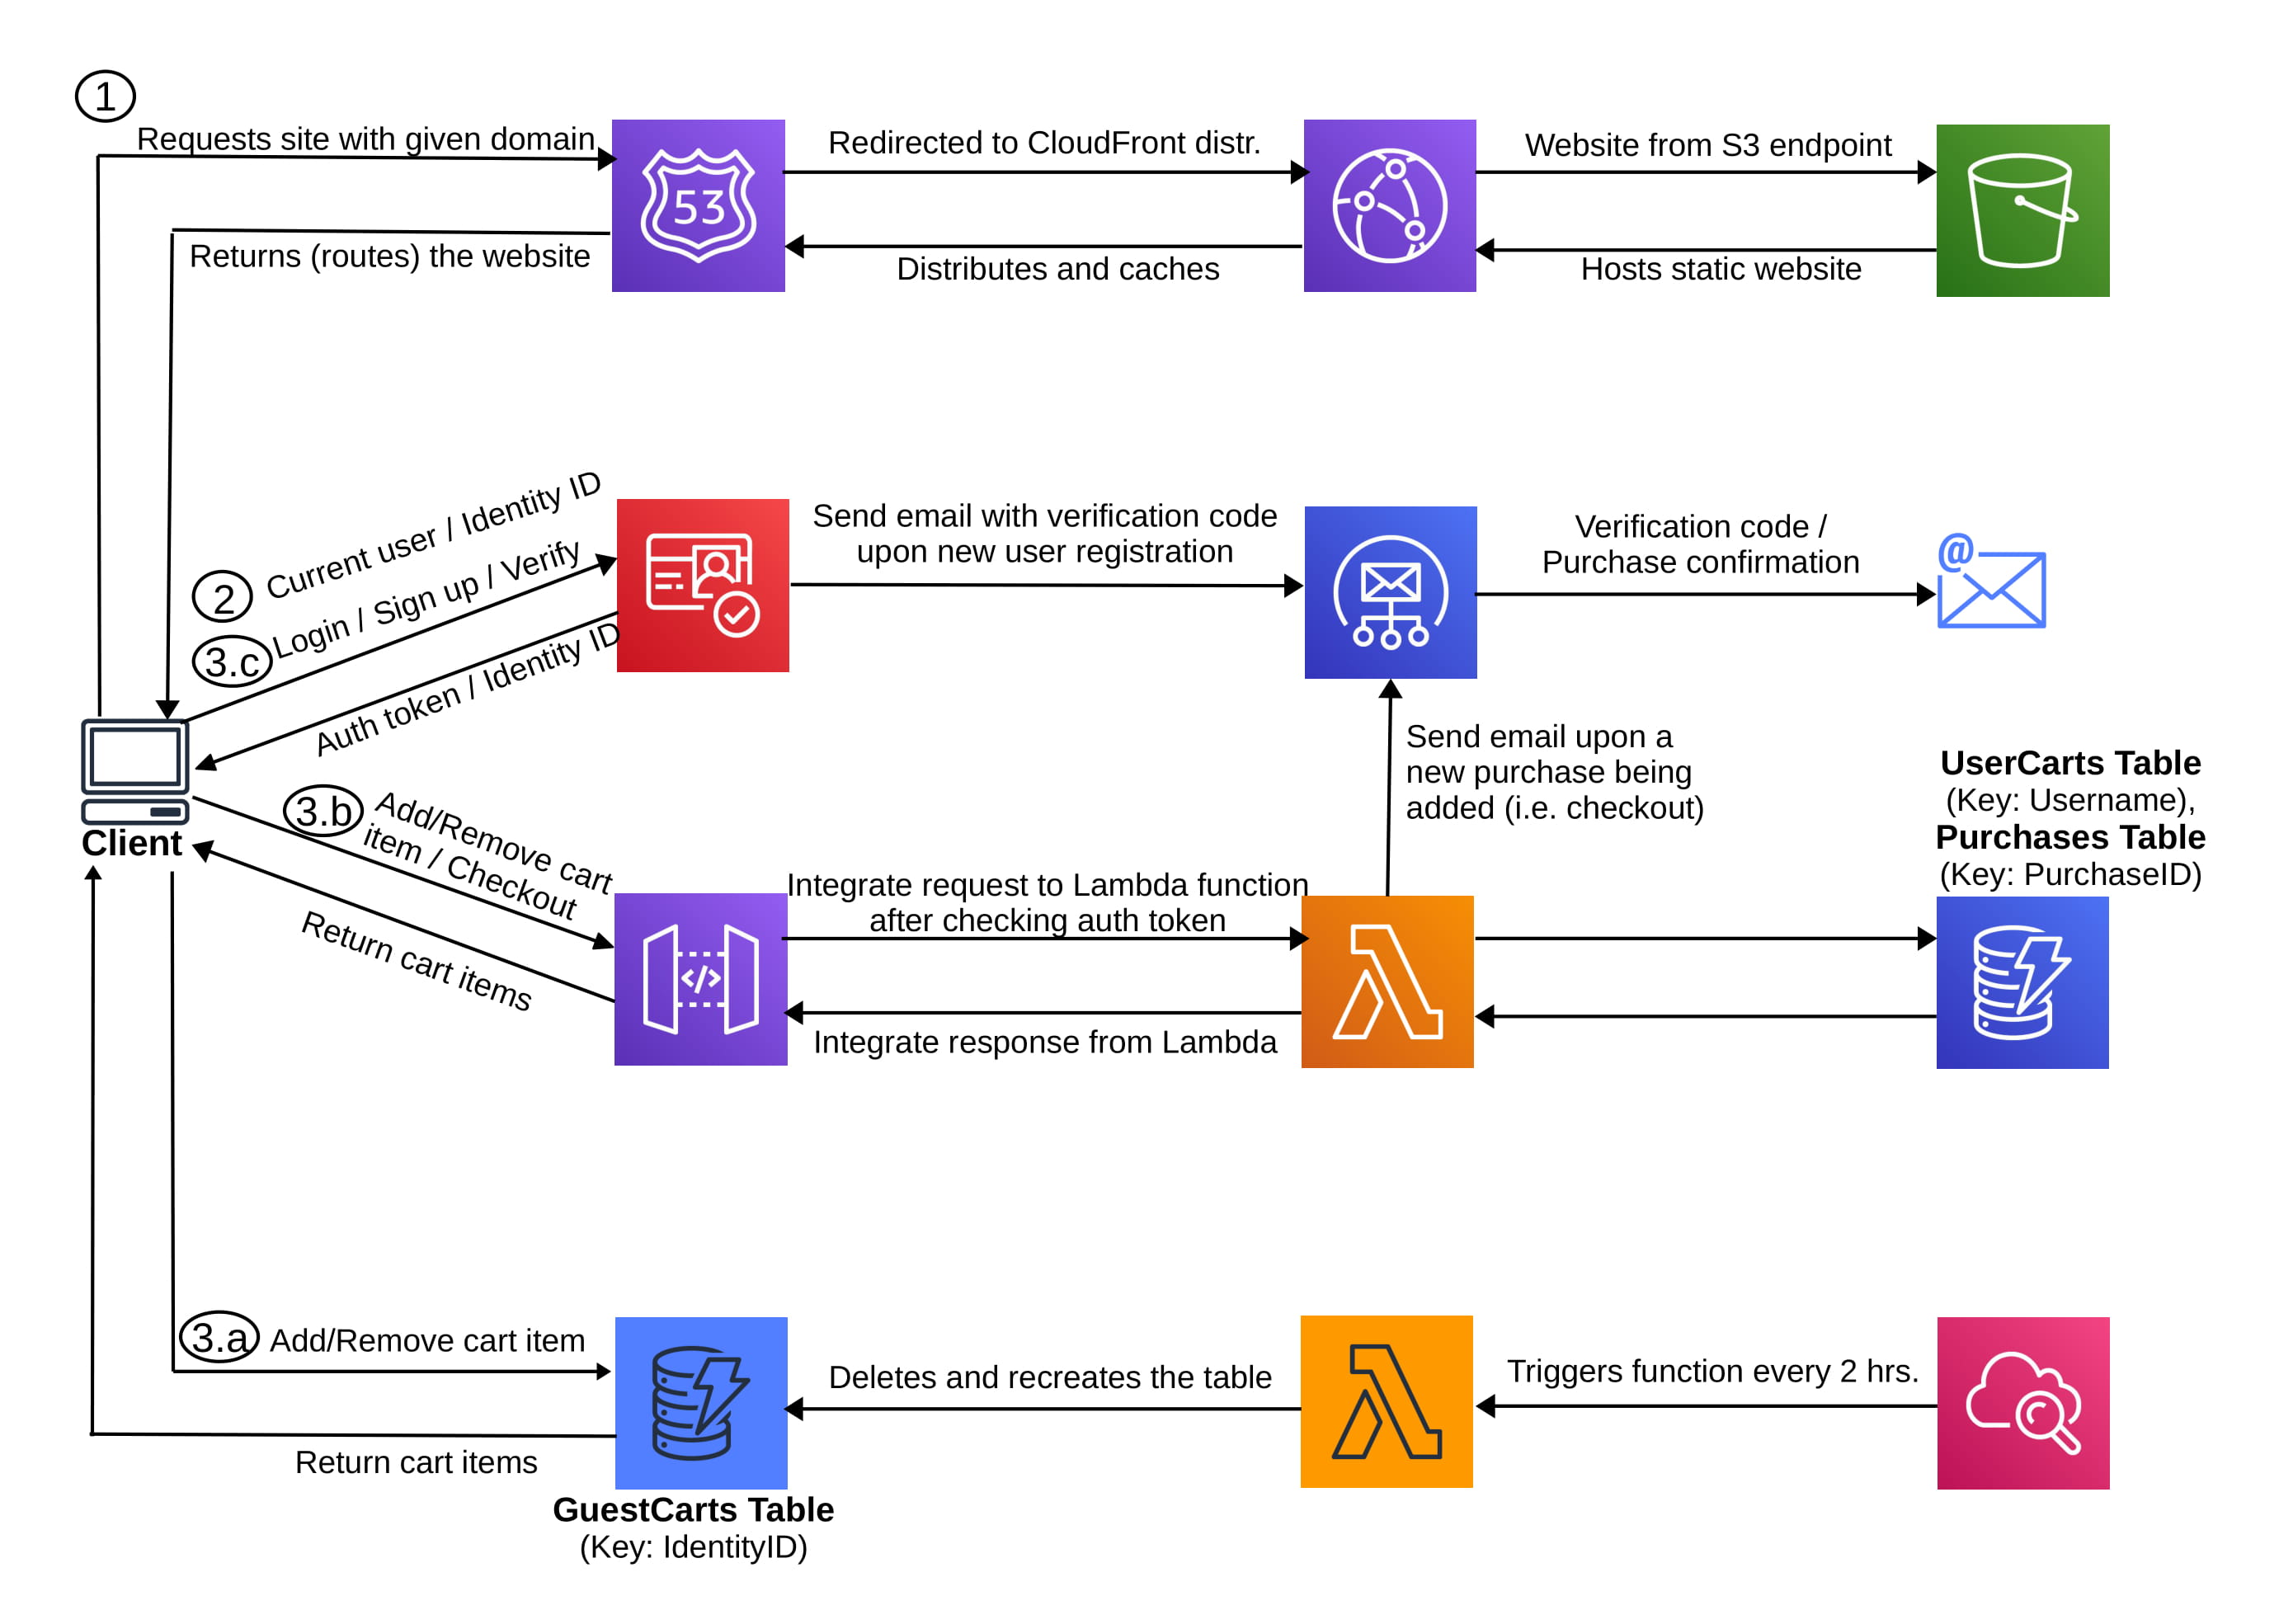 1
Requests site with given domain
Redirected to CloudFront distr.
Website from S3 endpoint
53
Returns (routes) the website
Distributes and caches
Hosts static website
2
Current user / Identity ID
3.c
Login / Sign up / Verify
Auth token / Identity ID
Send email with verification code
upon new user registration
Verification code /
Purchase confirmation
@
Send email upon a
new purchase being
added (i.e. checkout)
UserCarts Table
(Key: Username),
Purchases Table
(Key: PurchaseID)
Client
3.b
Add/Remove cart
item / Checkout
Return cart items
Integrate request to Lambda function
after checking auth token
</>
Integrate response from Lambda
3.a
Add/Remove cart item
Deletes and recreates the table
Triggers function every 2 hrs.
Return cart items
GuestCarts Table
(Key: IdentityID)